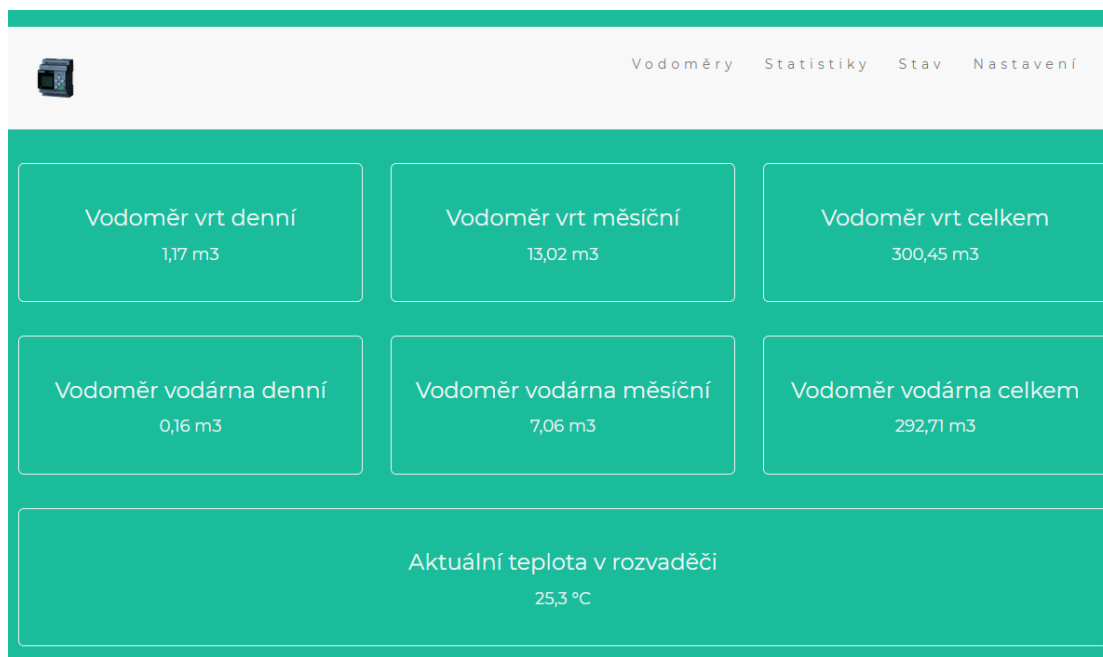 Vodoměry Statistiky Stav Nastavení
Vodoměr vrt denní
1,17 m3
Vodoměr vrt měsíční
13,02 m3
Vodoměr vrt celkem
300,45 m3
Vodoměr vodárna denní
0,16 m3
Vodoměr vodárna měsíční
7,06 m3
Vodoměr vodárna celkem
292,71 m3
Aktuální teplota v rozvaděči
25,3 °C